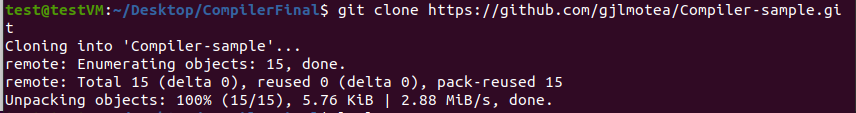 test@testVM:~/Desktop/CompilerFinal$ git clone https://github.com/gjlmotea/Compiler-sample.gi
t
Cloning into 'Compiler-sample'...
remote: Enumerating objects: 15, done.
remote: Total 15 (delta 0), reused 0 (delta 0), pack-reused 15
Unpacking objects: 100% (15/15), 5.76 KiB | 2.88 MiB/s, done.